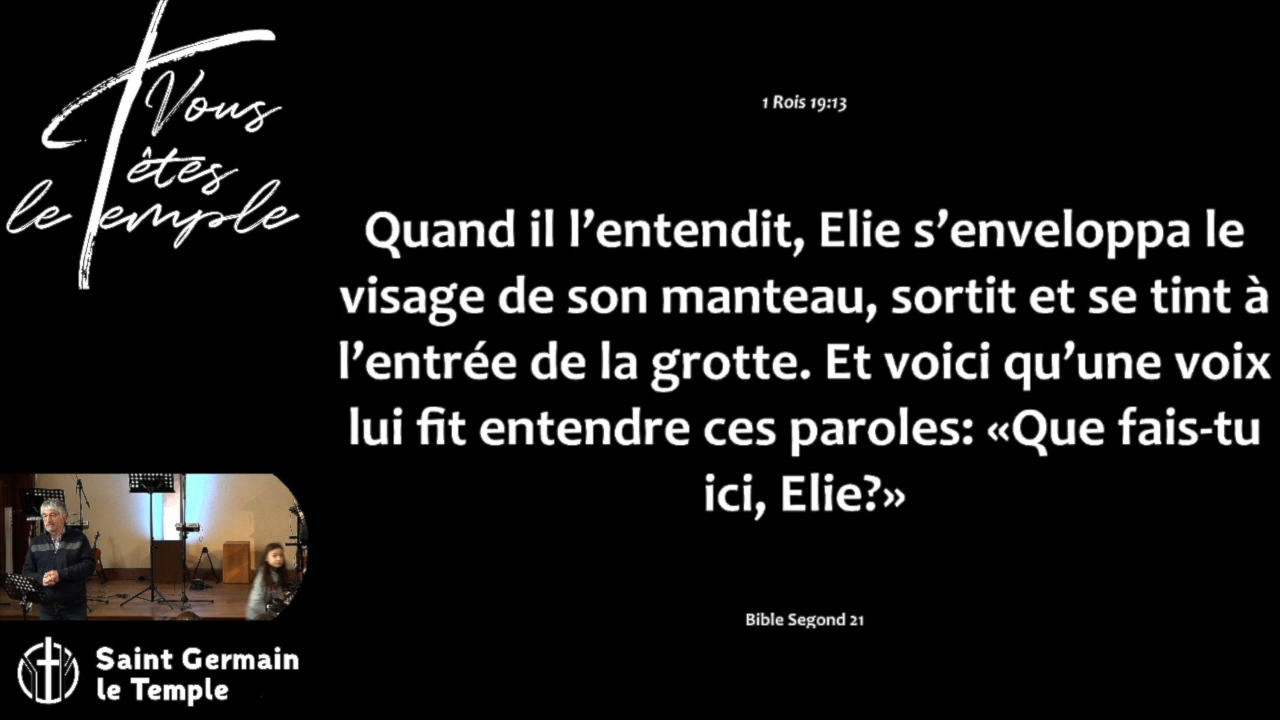 Vous
êtes
le Temple
1 Rois 19:13
Quand il l’entendit, Elie s’enveloppa le
visage de son manteau, sortit et se tint à
l’entrée de la grotte. Et voici qu’une voix
lui fit entendre ces paroles: «Que fais-tu
ici, Elie?»
Bible Segond 21
Saint Germain
le Temple